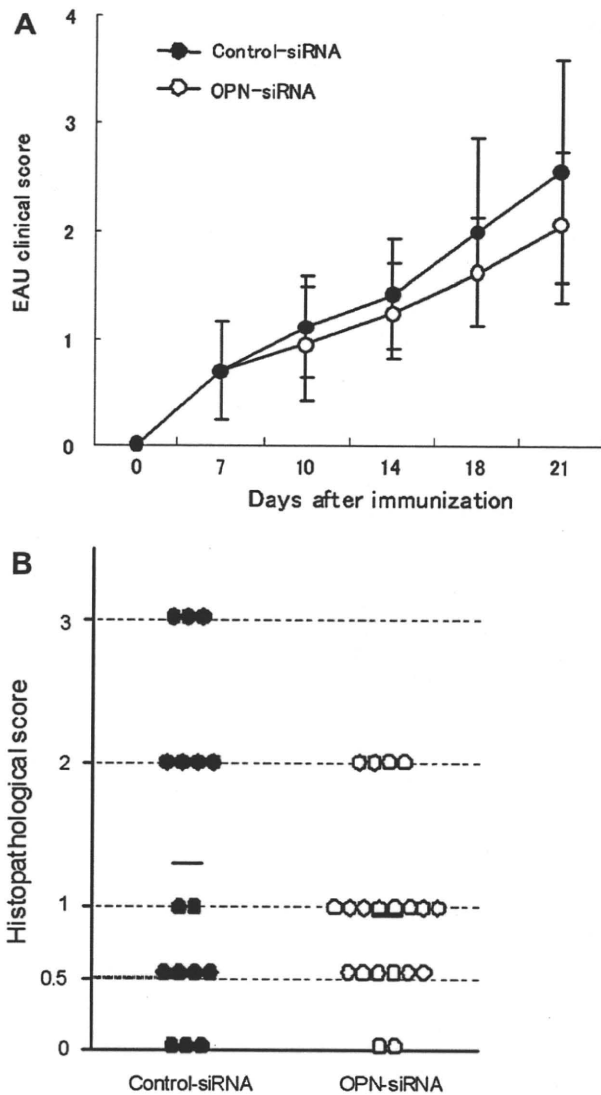 A
Control-siRNA
OPN-siRNA
EAU clinical score
4
3
2
1
0
0 7 10 14 18 21
Days after immunization
B
Histopathological score
3
2
1
0.5
0
Control-siRNA OPN-siRNA